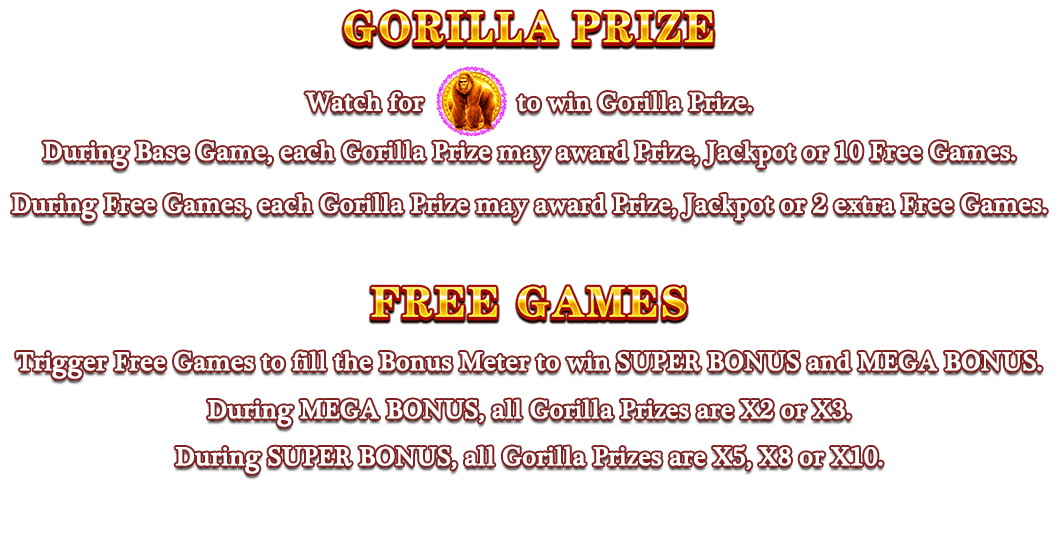 GORILLA PRIZE
Watch for to win Gorilla Prize.
During Base Game, each Gorilla Prize may award Prize, Jackpot or 10 Free Games.
During Free Games, each Gorilla Prize may award Prize, Jackpot or 2 extra Free Games.
FREE GAMES
Trigger Free Games to fill the Bonus Meter to win SUPER BONUS and MEGA BONUS.
During MEGA BONUS, all Gorilla Prizes are X2 or X3.
During SUPER BONUS, all Gorilla Prizes are X5, X8 or X10.